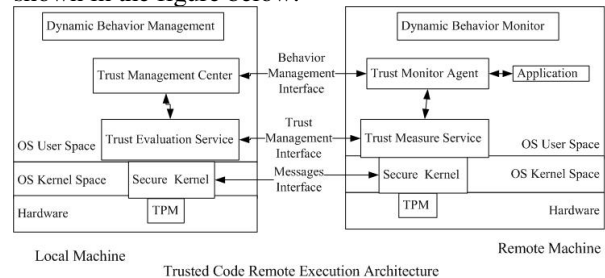 shown in the figure below:
Dynamic Behavior Management
Dynamic Behavior Monitor
Behavior
Management
Interface
Trust Management Center
Trust Monitor Agent
Application
Trust
Management
Interface
Trust Evaluation Service
Trust Measure Service
OS User Space
OS User Space
Messages
Interface
OS Kernel Space
Secure Kernel
Secure Kernel
OS Kernel Space
Hardware
TPM
TPM
Hardware
Local Machine
Remote Machine
Trusted Code Remote Execution Architecture